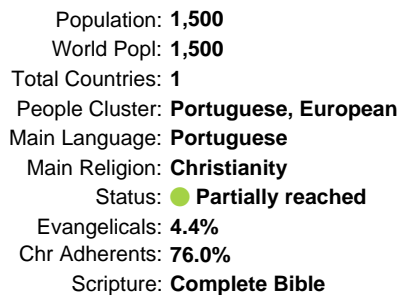 Population: 1,500
World Popl: 1,500
Total Countries: 1
People Cluster: Portuguese, European
Main Language: Portuguese
Main Religion: Christianity
Status: Partially reached
Evangelicals: 4.4%
Chr Adherents: 76.0%
Scripture: Complete Bible